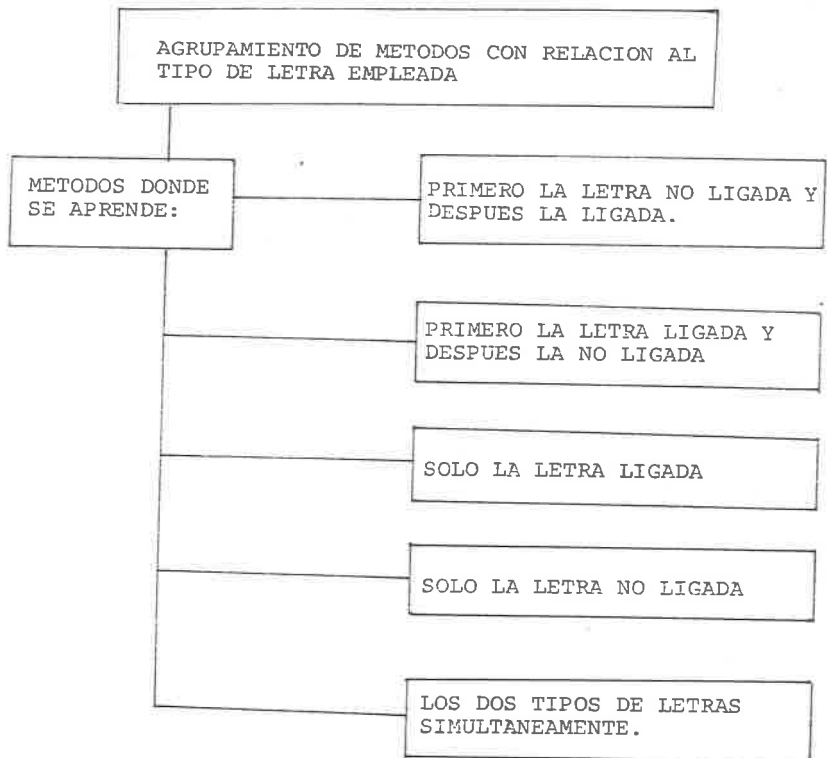 AGRUPAMIENTO DE METODOS CON RELACION AL
TIPO DE LETRA EMPLEADA
METODOS DONDE
SE APRENDE:
PRIMERO LA LETRA NO LIGADA Y
DESPUES LA LIGADA.
PRIMERO LA LETRA LIGADA Y
DESPUES LA NO LIGADA
SOLO LA LETRA LIGADA
SOLO LA LETRA NO LIGADA
LOS DOS TIPOS DE LETRAS
SIMULTANEAMENTE.